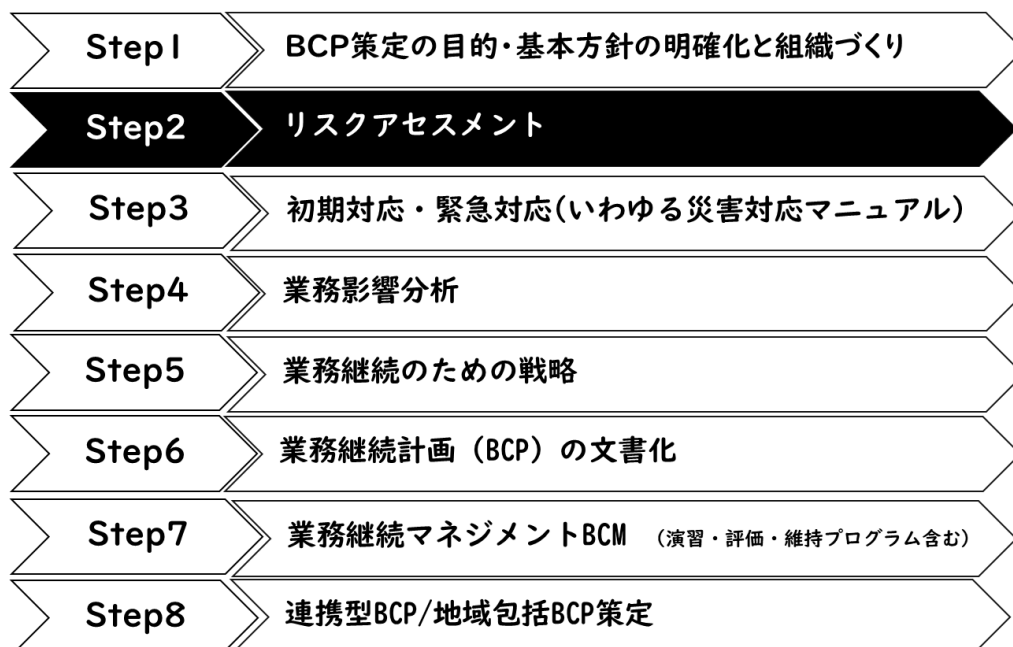 Step1 BCP策定の目的・基本方針の明確化と組織づくり
Step2 リスクアセスメント
Step3 初期対応・緊急対応(いわゆる災害対応マニュアル)
Step4 業務影響分析
Step5 業務継続のための戦略
Step6 業務継続計画（BCP）の文書化
Step7 業務継続マネジメントBCM （演習・評価・維持プログラム含む）
Step8 連携型BCP/地域包括BCP策定